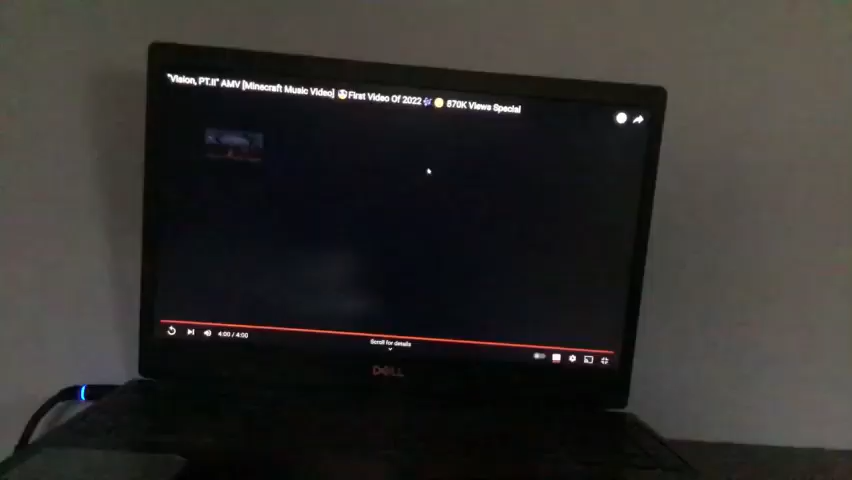 "Vision, PT.II" AMV [Minecraft Music Video] 🤩First Video Of 2022🎉😊 570K Views Special
4:00 / 4:00
Scroll for details
DELL